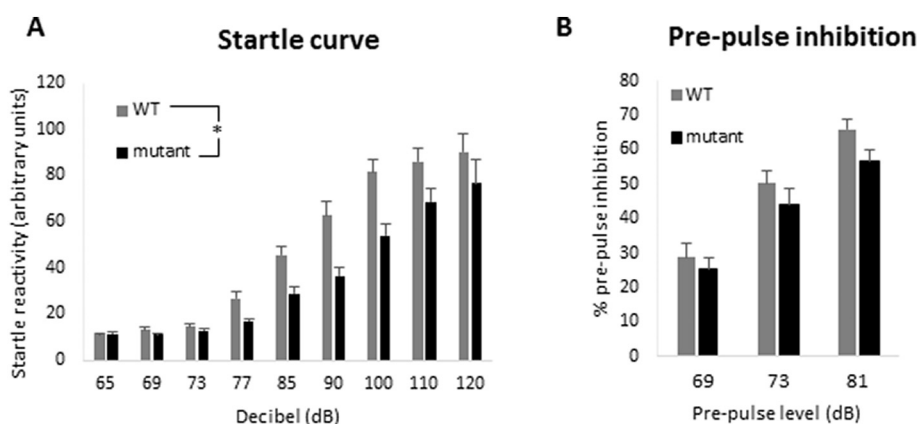 A
Startle curve
Startle reactivity (arbitrary units)
120
100
80
60
40
20
0
WT
*
mutant
65 69 73 77 85 90 100 110 120
Decibel (dB)
B
Pre-pulse inhibition
% pre-pulse inhibition
80
70
60
50
40
30
20
10
0
WT
mutant
69 73 81
Pre-pulse level (dB)